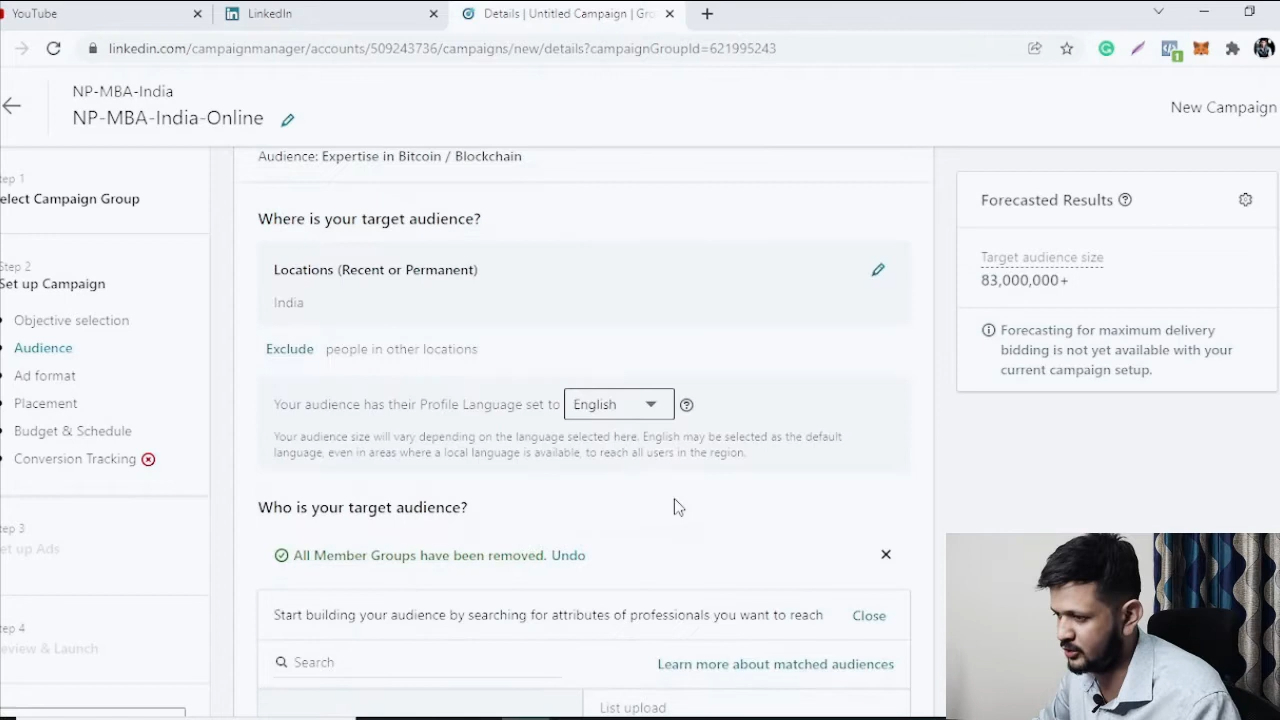 YouTube
LinkedIn
Details | Untitled Campaign | Gro
linkedin.com/campaignmanager/accounts/509243736/campaigns/new/details?campaignGroupId=621995243
NP-MBA-India
NP-MBA-India-Online
New Campaign
tep 1
elect Campaign Group
Step 2
Set up Campaign
Objective selection
Audience
Ad format
Placement
Budget & Schedule
Conversion Tracking
tep 3
et up Ads
tep 4
eview & Launch
Audience: Expertise in Bitcoin / Blockchain
Where is your target audience?
Locations (Recent or Permanent)
India
Exclude people in other locations
Your audience has their Profile Language set to English
Your audience size will vary depending on the language selected here. English may be selected as the default
language, even in areas where a local language is available, to reach all users in the region.
Who is your target audience?
All Member Groups have been removed. Undo
Start building your audience by searching for attributes of professionals you want to reach Close
Search
Learn more about matched audiences
List upload
Forecasted Results
Target audience size
83,000,000+
Forecasting for maximum delivery
bidding is not yet available with your
current campaign setup.